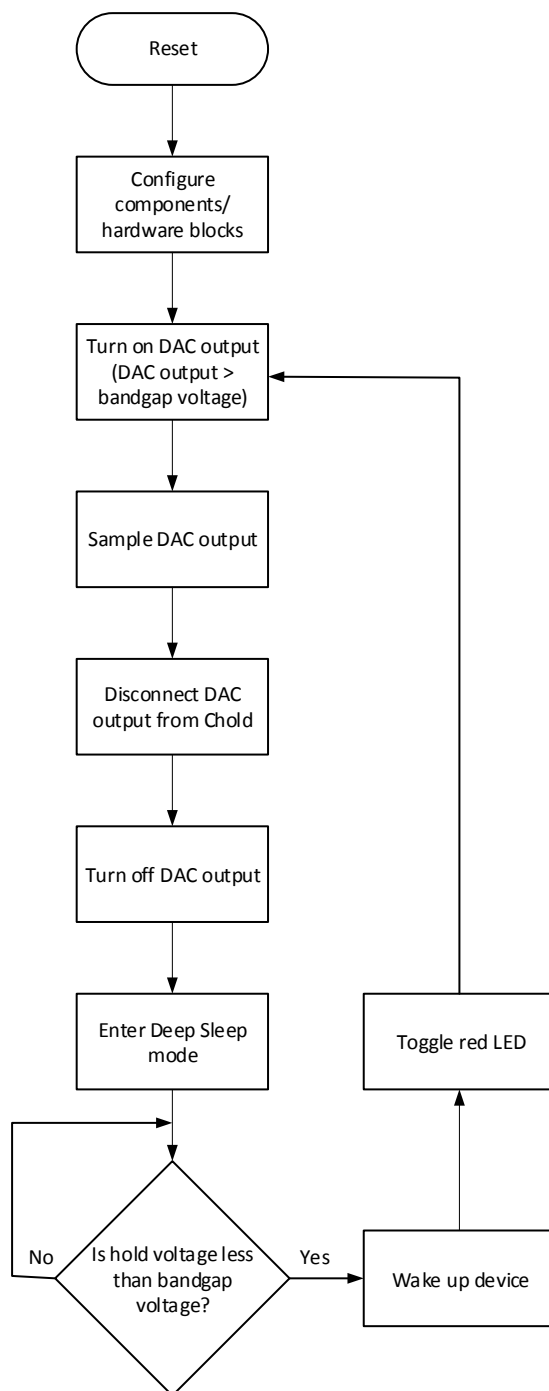 Reset
Configure
components/
hardware blocks
Turn on DAC output
(DAC output >
bandgap voltage)
Sample DAC output
Disconnect DAC
output from Chold
Turn off DAC output
Enter Deep Sleep
mode
Toggle red LED
Is hold voltage less
than bandgap
voltage?
No
Yes
Wake up device